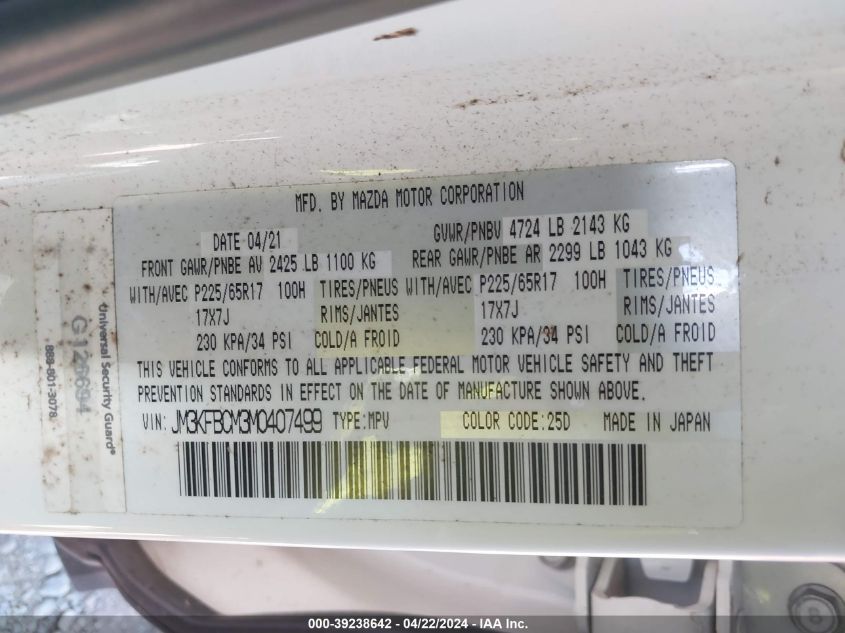 MFD. BY MAZDA MOTOR CORPORATION
DATE 04/21 GVWR/PNBV 4724 LB 2143 KG
FRONT GAWR/PNBE AV 2425 LB 1100 KG REAR GAWR/PNBE AR 2299 LB 1043 KG
WITH/AVEC P225/65R17 100H TIRES/PNEUS WITH/AVEC P225/65R17 100H TIRES/PNEUS
17X7J RIMS/JANTES 17X7J RIMS/JANTES
230 KPA/34 PSI COLD/A FROID 230 KPA/34 PSI COLD/A FROID
THIS VEHICLE CONFORMS TO ALL APPLICABLE FEDERAL MOTOR VEHICLE SAFETY AND THEFT
PREVENTION STANDARDS IN EFFECT ON THE DATE OF MANUFACTURE SHOWN ABOVE.
VIN: JM3KFBCM3M0407499 TYPE:MPV COLOR CODE:25D MADE IN JAPAN
Universal Security Guard®
G126694
888-801-3078
000-39238642 - 04/22/2024 - IAA Inc.